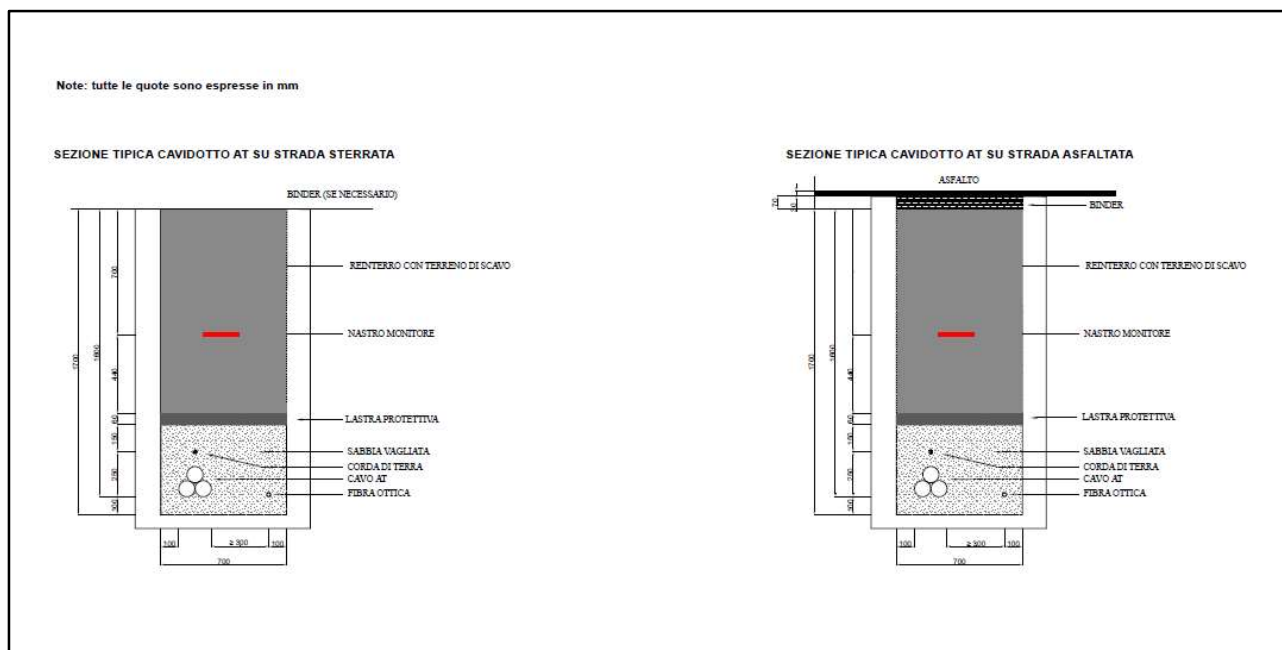 Note: tutte le quote sono espresse in mm
SEZIONE TIPICA CAVIDOTTO AT SU STRADA STERRATA
BINDER (SE NECESSARIO)
700
REINTERRO CON TERRENO DI SCAVO
NASTRO MONITORE
1700
1600
440
LASTRA PROTETTIVA
60
150
SABBIA VAGLIATA
CORDA DI TERRA
CAVO AT
250
FIBRA OTTICA
100
100
≥ 300
100
700
SEZIONE TIPICA CAVIDOTTO AT SU STRADA ASFALTATA
ASFALTO
70
BINDER
REINTERRO CON TERRENO DI SCAVO
NASTRO MONITORE
1700
1600
440
LASTRA PROTETTIVA
60
150
SABBIA VAGLIATA
CORDA DI TERRA
CAVO AT
250
FIBRA OTTICA
100
100
≥ 300
100
700